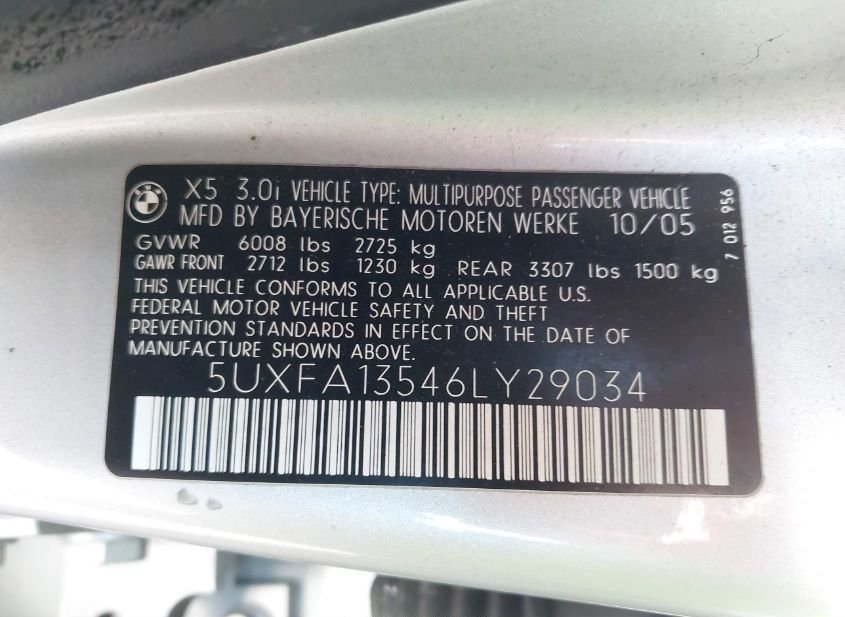 BMW
X5 3.0i VEHICLE TYPE: MULTIPURPOSE PASSENGER VEHICLE
MFD BY BAYERISCHE MOTOREN WERKE 10/05
GVWR 6008 lbs 2725 kg
GAWR FRONT 2712 lbs 1230 kg REAR 3307 lbs 1500 kg
THIS VEHICLE CONFORMS TO ALL APPLICABLE U.S.
FEDERAL MOTOR VEHICLE SAFETY AND THEFT
PREVENTION STANDARDS IN EFFECT ON THE DATE OF
MANUFACTURE SHOWN ABOVE.
5UXFA13546LY29034
7 012 956